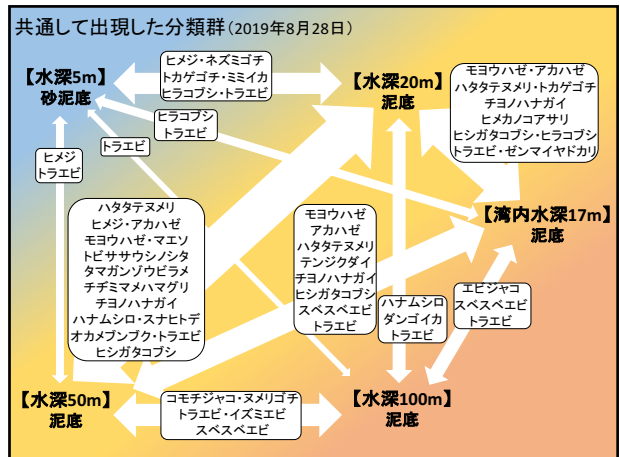 共通して出現した分類群（2019年8月28日）
【水深5m】
砂泥底
ヒメジ・ネズミゴチ
トカゲゴチ・ミミイカ
ヒラコブシ・トラエビ
【水深20m】
泥底
モヨウハゼ・アカハゼ
ハタタテヌメリ・トカゲゴチ
チヨノハナガイ
ヒメカノコアサリ
ヒシガタコブシ・ヒラコブシ
トラエビ・ゼンマイヤドカリ
ヒラコブシ
トラエビ
トラエビ
ヒメジ
トラエビ
ハタタテヌメリ
ヒメジ・アカハゼ
モヨウハゼ・マエソ
トビササウシノシタ
タマガンゾウビラメ
チヂミマメハマグリ
チヨノハナガイ
ハナムシロ・スナヒトデ
オカメブンブク・トラエビ
ヒシガタコブシ
モヨウハゼ
アカハゼ
ハタタテヌメリ
テンジクダイ
チヨノハナガイ
ヒシガタコブシ
スベスベエビ
トラエビ
【湾内水深17m】
泥底
ハナムシロ
ダンゴイカ
トラエビ
エビジャコ
スベスベエビ
トラエビ
【水深50m】
泥底
コモチジャコ・ヌメリゴチ
トラエビ・イズミエビ
スベスベエビ
【水深100m】
泥底